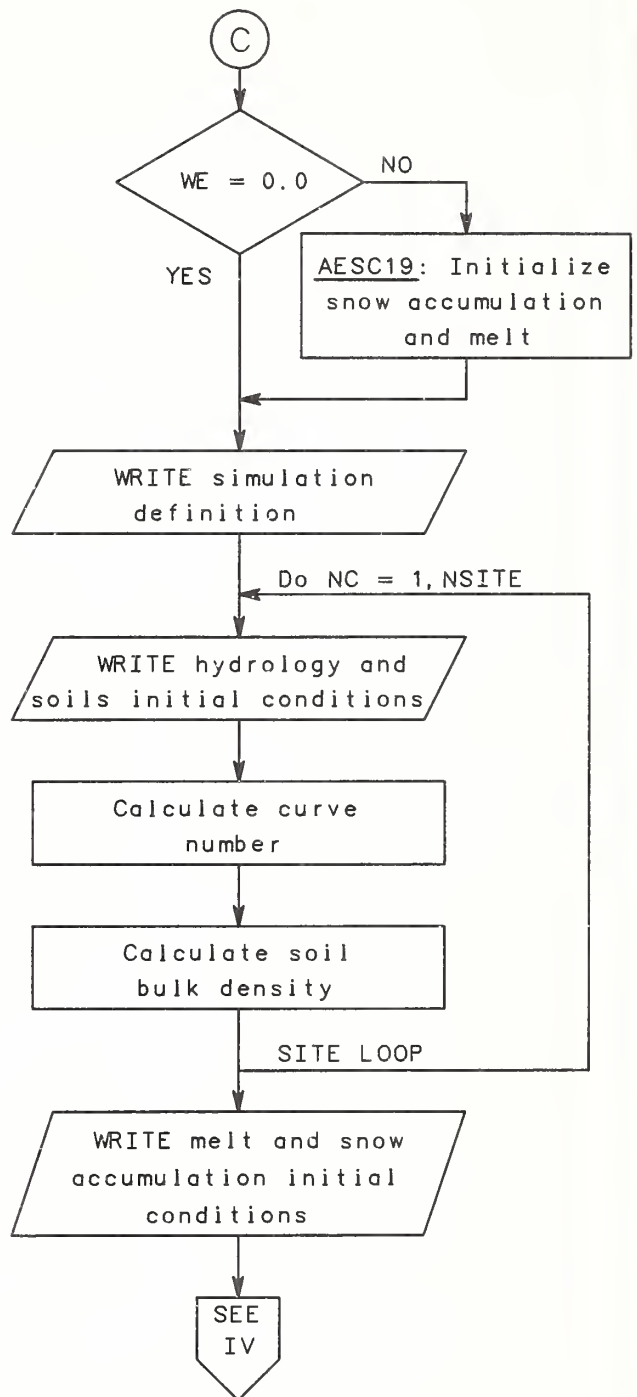 C
WE = 0.0
NO
YES
AESC19: Initialize
snow accumulation
and melt
WRITE simulation
definition
Do NC = 1, NSITE
WRITE hydrology and
soils initial conditions
Calculate curve
number
Calculate soil
bulk density
SITE LOOP
WRITE melt and snow
accumulation initial
conditions
SEE
IV